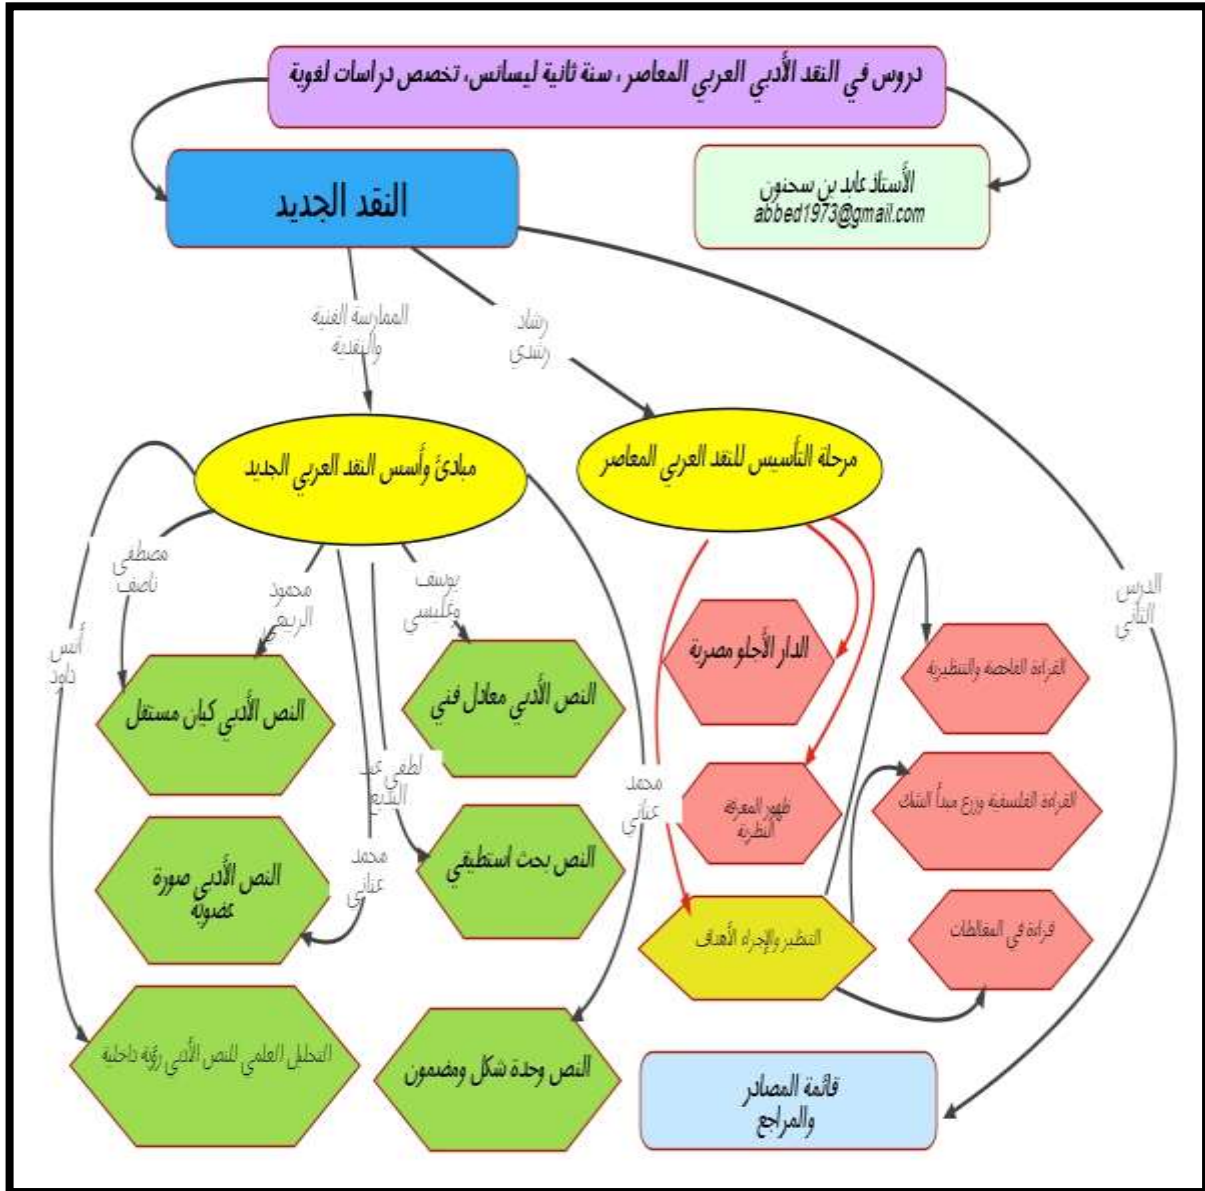 دروس في النقد الأدبي العربي المعاصر ، سنة ثانية ليسانس، تخصص دراسات لغوية
الأستاذ عابد بن سحنون
abbed1973@gmail.com
النقد الجديد
رشاد
رشدي
الممارسة الفنية
والنقدية
مرحلة التأسيس للنقد العربي المعاصر
مبادئ وأسس النقد العربي الجديد
مصطفى
ناصف
محمود
الربيعي
يوسف
وغليسي
أنس
داود
الدرس
الثاني
الدار الأجلو مصرية
القراءة الفاحصة والتنظيرية
النص الأدبي معادل فني
النص الأدبي كيان مستقل
لطفي عبد
البديع
محمد
عناني
ظهور المعرفة
النظرية
القراءة الفلسفية وزرع مبدأ الشك
النص بحث استطيقي
النص الأدبي صورة
عضوية
محمد
عناني
التنظير والإجراء الأهداف
قراءة في المغالطات
التحليل العلمي للنص الأدبي رؤية داخلية
النص وحدة شكل ومضمون
قائمة المصادر
والمراجع